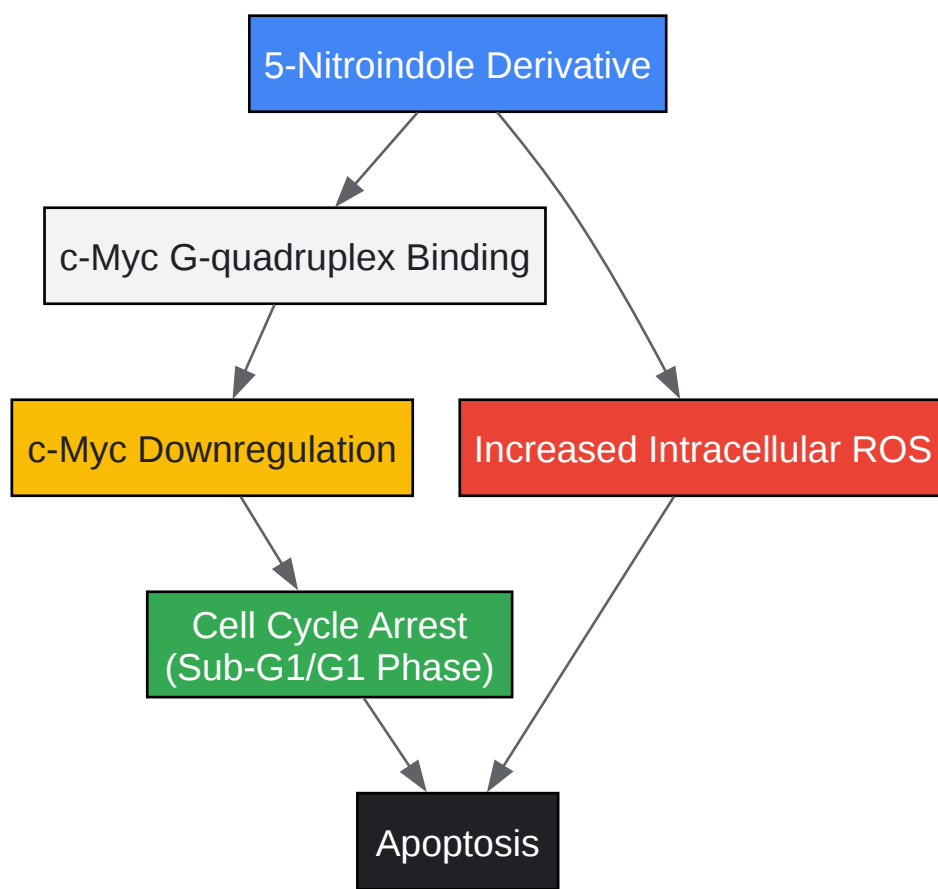 5-Nitroindole Derivative
c-Myc G-quadruplex Binding
c-Myc Downregulation
Increased Intracellular ROS
Cell Cycle Arrest
(Sub-G1/G1 Phase)
Apoptosis